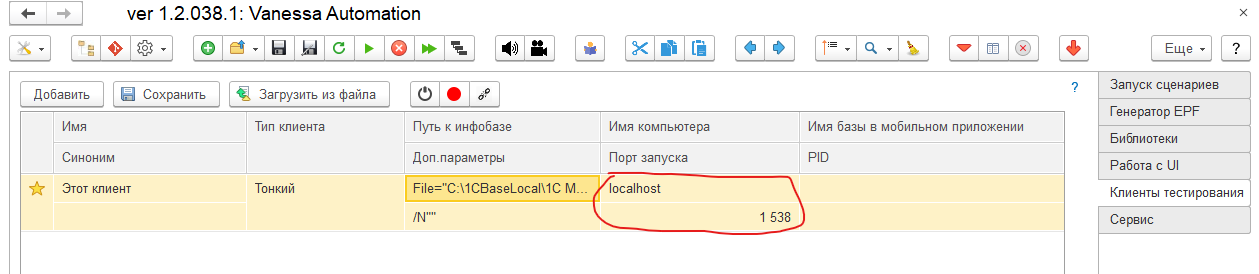 ver 1.2.038.1: Vanessa Automation
×
Еще
?
Добавить
Сохранить
Загрузить из файла
?
Имя
Тип клиента
Путь к инфобазе
Имя компьютера
Имя базы в мобильном приложении
Синоним
Доп.параметры
Порт запуска
PID
Этот клиент
Тонкий
File="C:\1CBaseLocal\1C М...
localhost
/N""
1 538
Запуск сценариев
Генератор EPF
Библиотеки
Работа с UI
Клиенты тестирования
Сервис